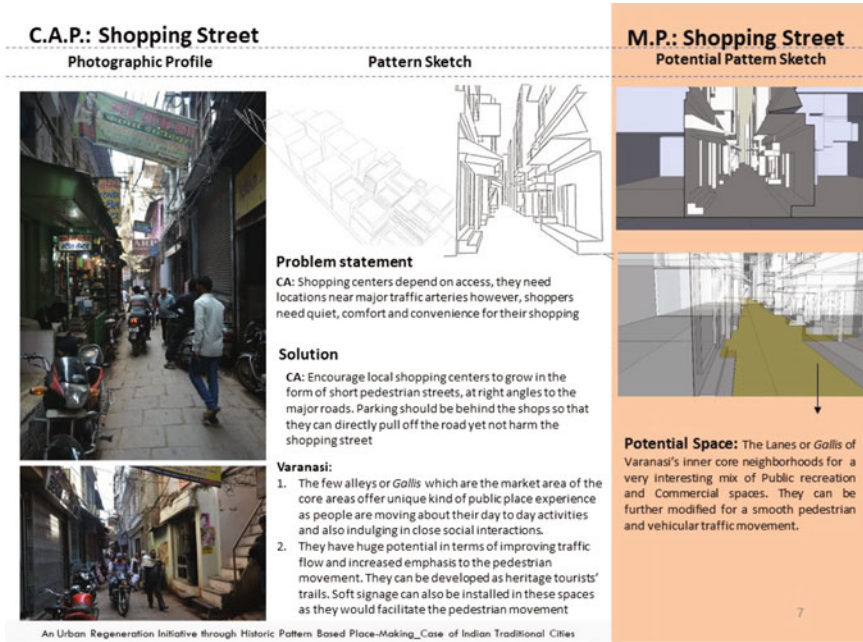 C.A.P.: Shopping Street
Photographic Profile
Pattern Sketch
Problem statement
CA: Shopping centers depend on access, they need
locations near major traffic arteries however, shoppers
need quiet, comfort and convenience for their shopping
Solution
CA: Encourage local shopping centers to grow in the
form of short pedestrian streets, at right angles to the
major roads. Parking should be behind the shops so that
they can directly pull off the road yet not harm the
shopping street
Varanasi:
1. The few alleys or Gallis which are the market area of the
core areas offer unique kind of public place experience
as people are moving about their day to day activities
and also indulging in close social interactions.
2. They have huge potential in terms of improving traffic
flow and increased emphasis to the pedestrian
movement. They can be developed as heritage tourists'
trails. Soft signage can also be installed in these spaces
as they would facilitate the pedestrian movement
M.P.: Shopping Street
Potential Pattern Sketch
Potential Space: The Lanes or Gallis of
Varanasi's inner core neighborhoods for a
very interesting mix of Public recreation
and Commercial spaces. They can be
further modified for a smooth pedestrian
and vehicular traffic movement.
7
An Urban Regeneration Initiative through Historic Pattern Based Place-Making_Case of Indian Traditional Cities